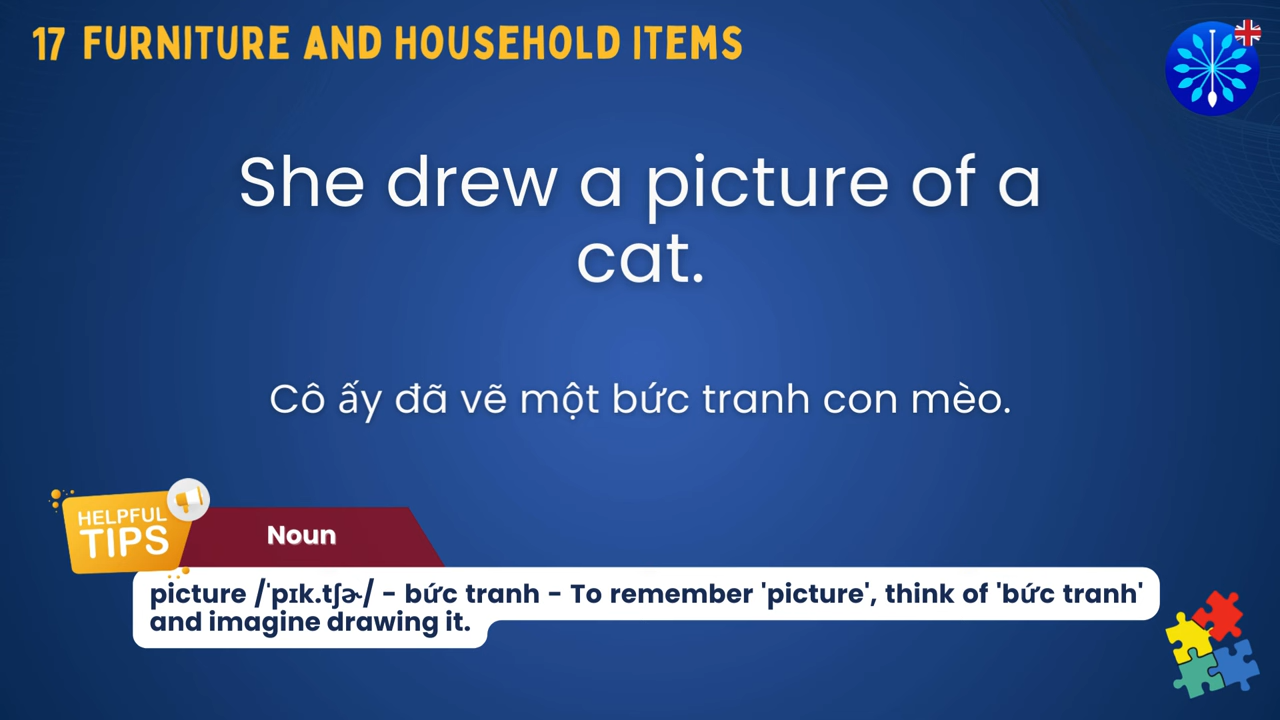 17 FURNITURE AND HOUSEHOLD ITEMS
She drew a picture of a
cat.
Cô ấy đã vẽ một bức tranh con mèo.
HELPFUL
TIPS
Noun
picture /ˈpɪk.tʃɚ/ - bức tranh - To remember 'picture', think of 'bức tranh'
and imagine drawing it.